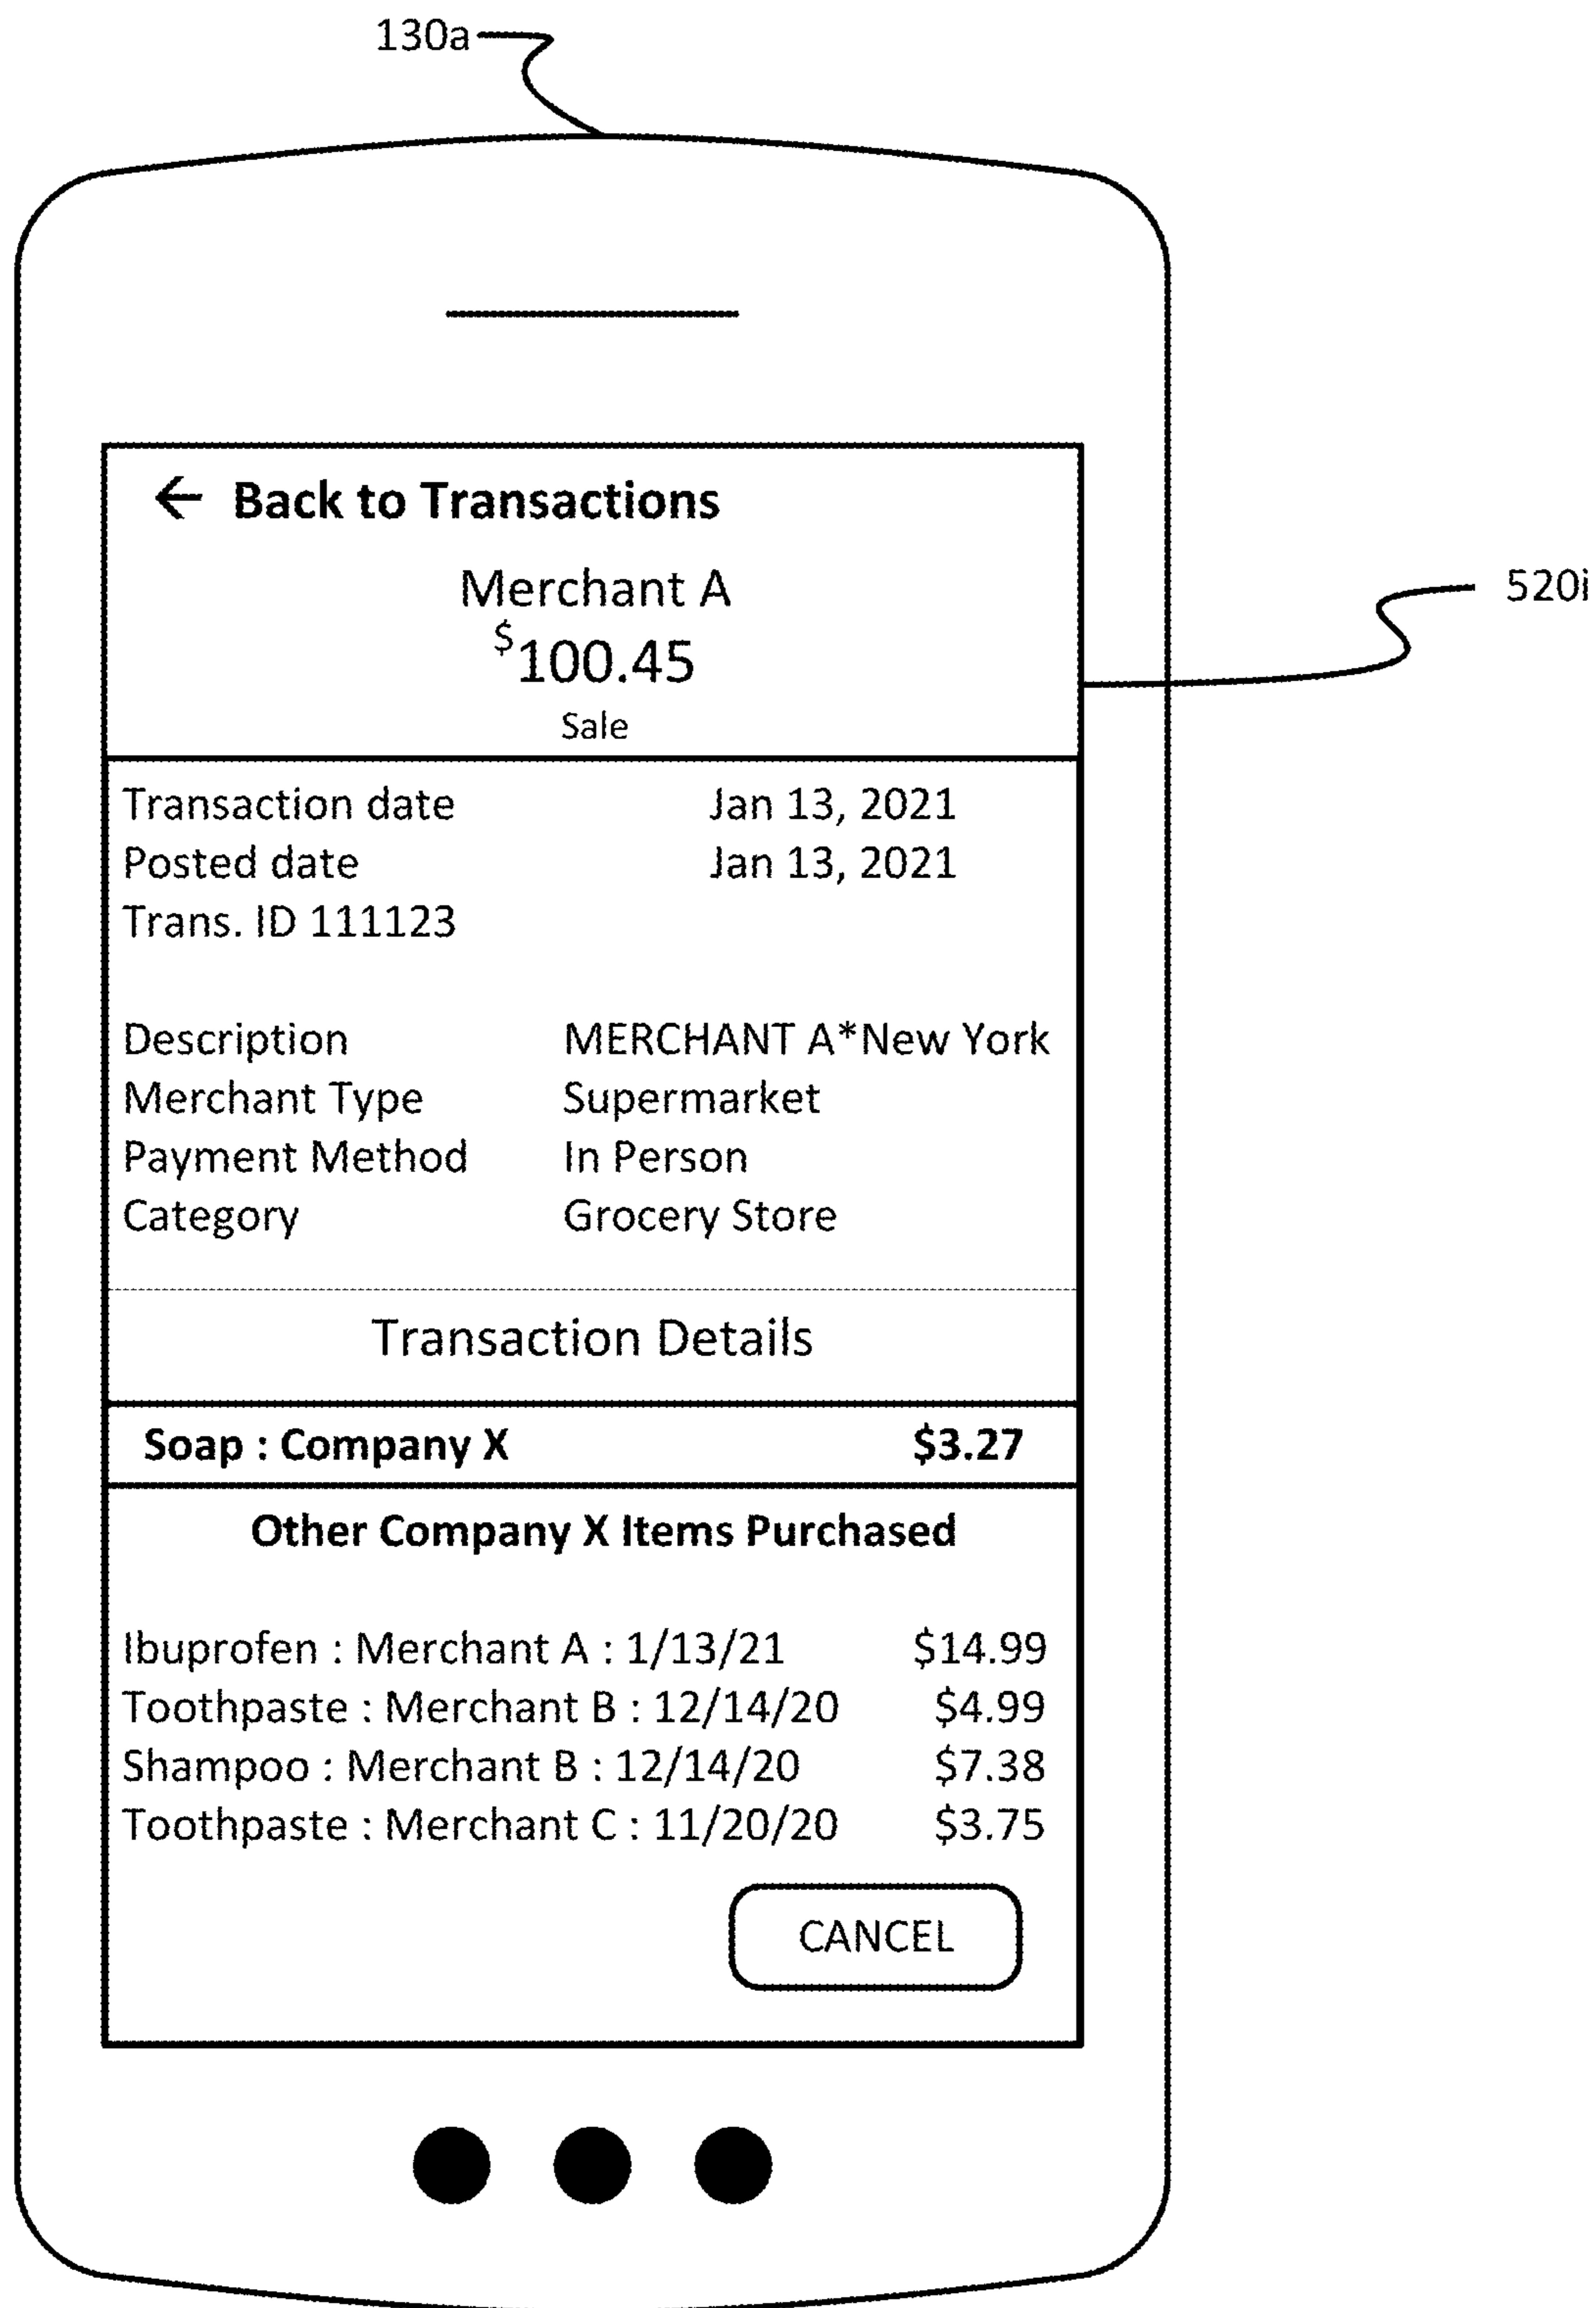 130a
← Back to Transactions
Merchant A
520i
$100.45
Sale
Transaction date Jan 13, 2021
Posted date Jan 13, 2021
Trans. ID 111123
Description MERCHANT A*New York
Merchant Type Supermarket
Payment Method In Person
Category Grocery Store
Transaction Details
Soap : Company X $3.27
Other Company X Items Purchased
Ibuprofen : Merchant A : 1/13/21 $14.99
Toothpaste : Merchant B : 12/14/20 $4.99
Shampoo : Merchant B : 12/14/20 $7.38
Toothpaste : Merchant C : 11/20/20 $3.75
CANCEL